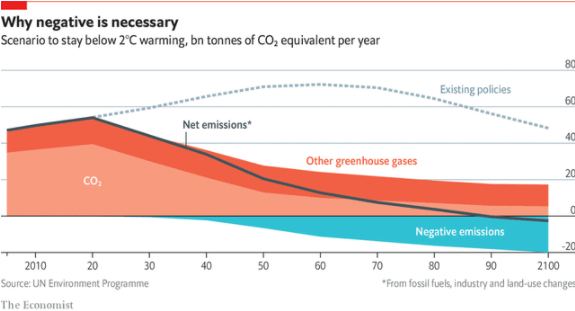 Why negative is necessary
Scenario to stay below 2°C warming, bn tonnes of CO₂ equivalent per year
80
Existing policies
60
Net emissions*
40
Other greenhouse gases
CO₂
20
0
Negative emissions
-20
2010 20 30 40 50 60 70 80 90 2100
Source: UN Environment Programme *From fossil fuels, industry and land-use changes
The Economist